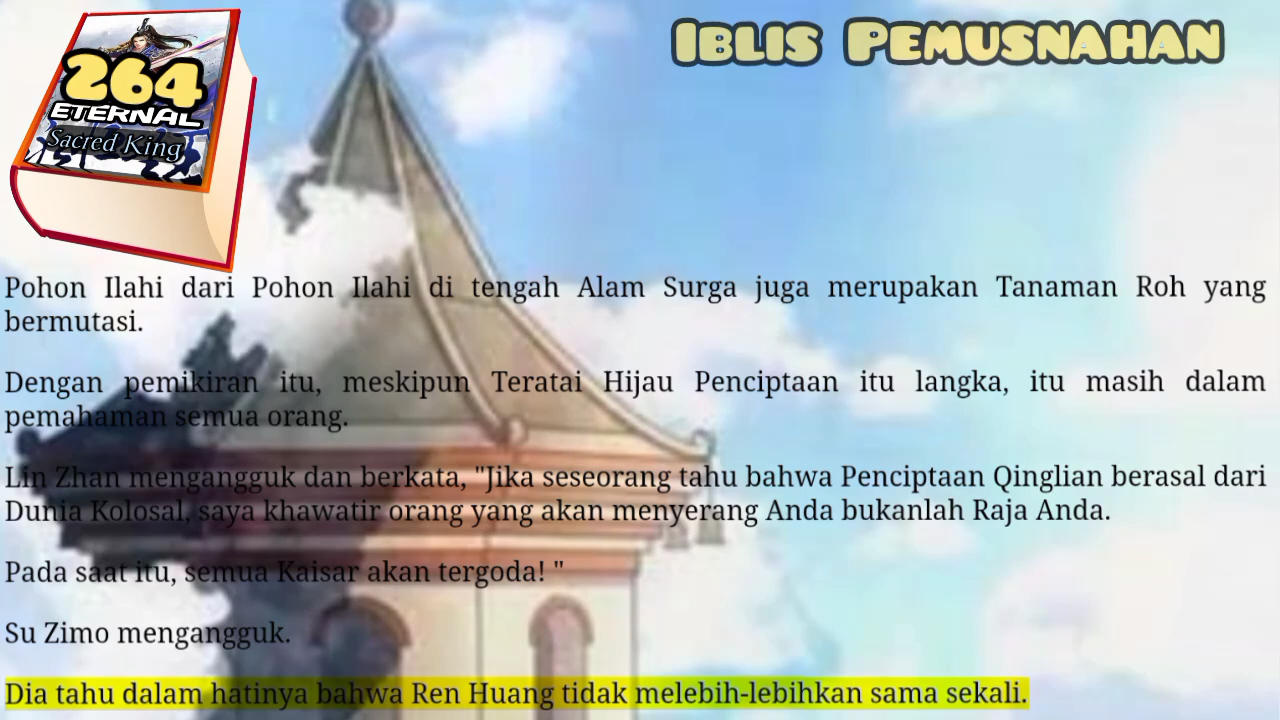 Iblis Pemusnahan
264
ETERNAL
Sacred King
Pohon Ilahi dari Pohon Ilahi di tengah Alam Surga juga merupakan Tanaman Roh yang
bermutasi.
Dengan pemikiran itu, meskipun Teratai Hijau Penciptaan itu langka, itu masih dalam
pemahaman semua orang.
Lin Zhan mengangguk dan berkata, "Jika seseorang tahu bahwa Penciptaan Qinglian berasal dari
Dunia Kolosal, saya khawatir orang yang akan menyerang Anda bukanlah Raja Anda.
Pada saat itu, semua Kaisar akan tergoda! "
Su Zimo mengangguk.
Dia tahu dalam hatinya bahwa Ren Huang tidak melebih-lebihkan sama sekali.